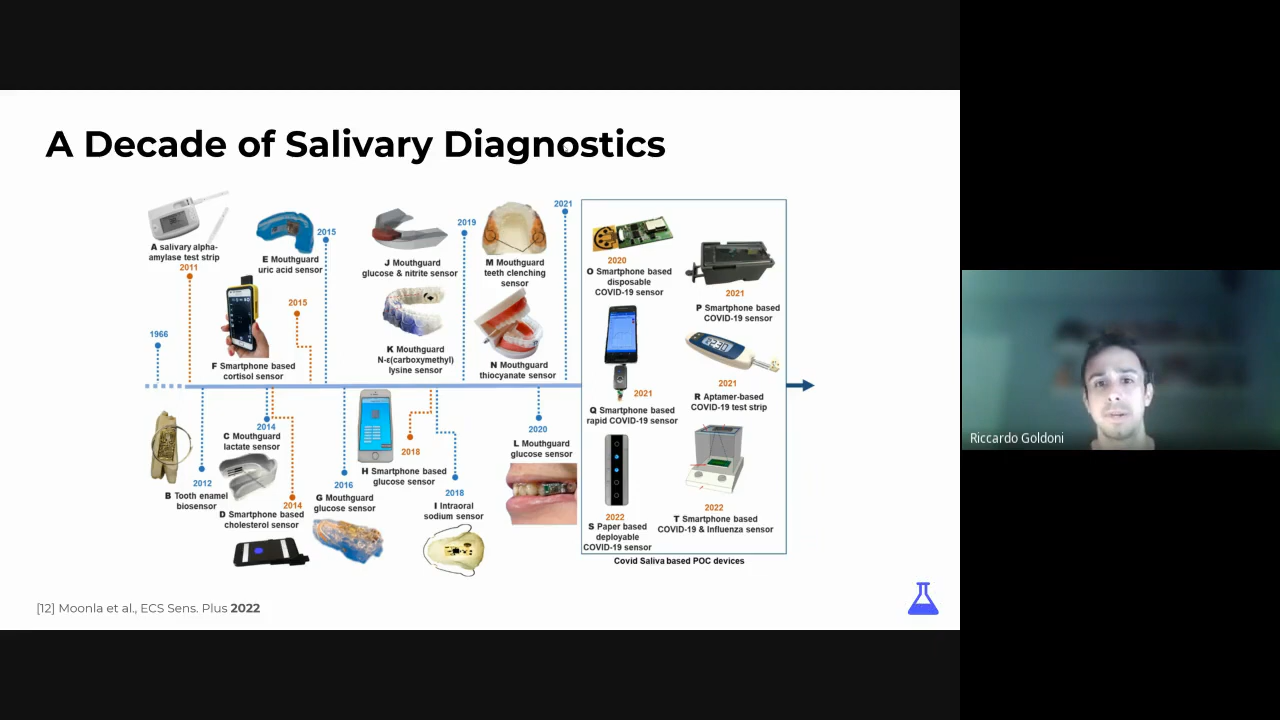 A Decade of Salivary Diagnostics
A salivary alpha-
amylase test strip
2011
E Mouthguard
uric acid sensor
2015
J Mouthguard
glucose & nitrite sensor
2019
M Mouthguard
teeth clenching
sensor
2021
1966
F Smartphone based
cortisol sensor
2015
K Mouthguard
N-ε(carboxymethyl)
lysine sensor
N Mouthguard
thiocyanate sensor
2020
O Smartphone based
disposable
COVID-19 sensor
2021
P Smartphone based
COVID-19 sensor
2021
Q Smartphone based
rapid COVID-19 sensor
2021
R Aptamer-based
COVID-19 test strip
2012
B Tooth enamel
biosensor
2014
C Mouthguard
lactate sensor
2014
D Smartphone based
cholesterol sensor
2016
G Mouthguard
glucose sensor
2018
H Smartphone based
glucose sensor
2018
I Intraoral
sodium sensor
2020
L Mouthguard
glucose sensor
2022
S Paper based
deployable
COVID-19 sensor
2022
T Smartphone based
COVID-19 & Influenza sensor
Covid Saliva based POC devices
[12] Moonla et al., ECS Sens. Plus 2022
Riccardo Goldoni